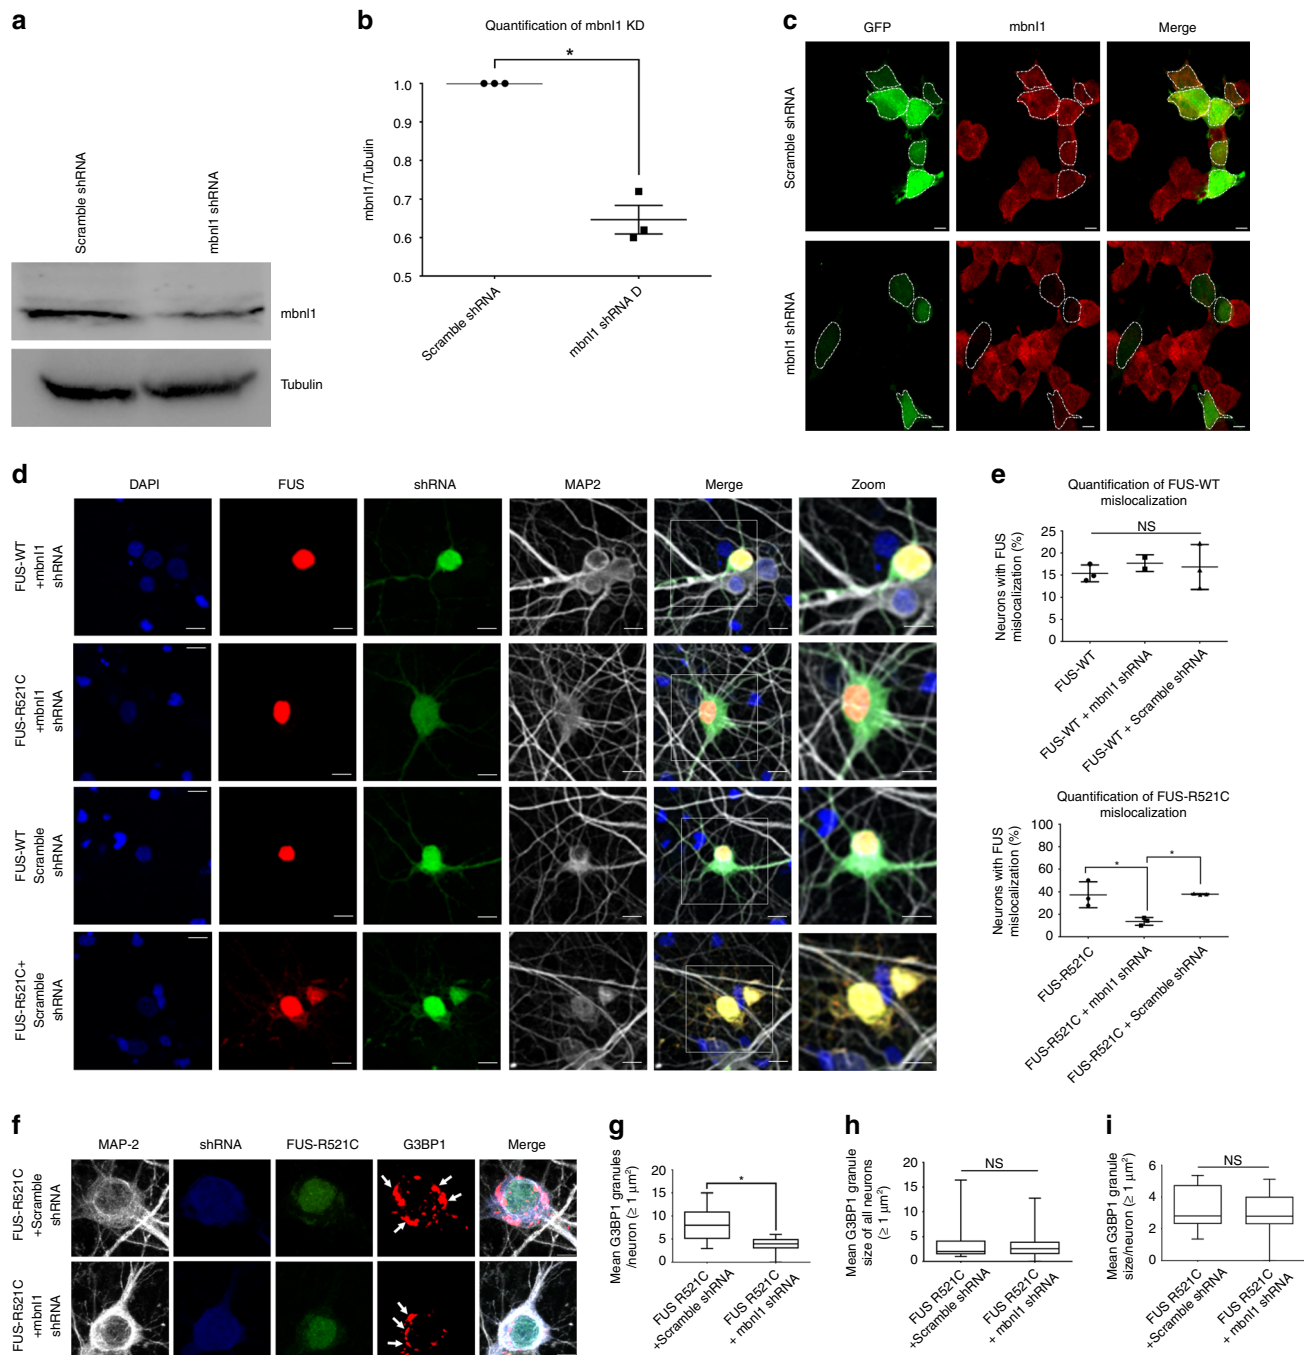 a
Scramble shRNA
mbnl1 shRNA
mbnl1
Tubulin
b
Quantification of mbnl1 KD
*
mbnl1/Tubulin
1.0
0.9
0.8
0.7
0.6
0.5
Scramble shRNA
mbnl1 shRNA D
c
GFP
mbnl1
Merge
Scramble shRNA
mbnl1 shRNA
d
DAPI
FUS
shRNA
MAP2
Merge
Zoom
FUS-WT
+mbnl1
shRNA
FUS-R521C
+mbnl1
shRNA
FUS-WT
Scramble
shRNA
FUS-R521C+
Scramble
shRNA
e
Quantification of FUS-WT
mislocalization
NS
Neurons with FUS
mislocalization (%)
25
20
15
10
5
0
FUS-WT
FUS-WT + mbnl1 shRNA
FUS-WT + Scramble shRNA
Quantification of FUS-R521C
mislocalization
Neurons with FUS
mislocalization (%)
100
80
60
40
20
0
*
*
FUS-R521C
FUS-R521C + mbnl1 shRNA
FUS-R521C + Scramble shRNA
f
MAP-2
shRNA
FUS-R521C
G3BP1
Merge
FUS-R521C
+Scramble
shRNA
FUS-R521C
+mbnl1
shRNA
g
Mean G3BP1 granules
/neuron (≥ 1 µm²)
20
15
10
5
0
*
FUS R521C
+Scramble shRNA
FUS R521C
+ mbnl1 shRNA
h
Mean G3BP1 granule
size of all neurons
(≥ 1 µm²)
20
15
10
5
0
NS
FUS R521C
+Scramble shRNA
FUS R521C
+ mbnl1 shRNA
i
Mean G3BP1 granule
size/neuron (≥ 1 µm²)
6
4
2
0
NS
FUS R521C
+Scramble shRNA
FUS R521C
+ mbnl1 shRNA